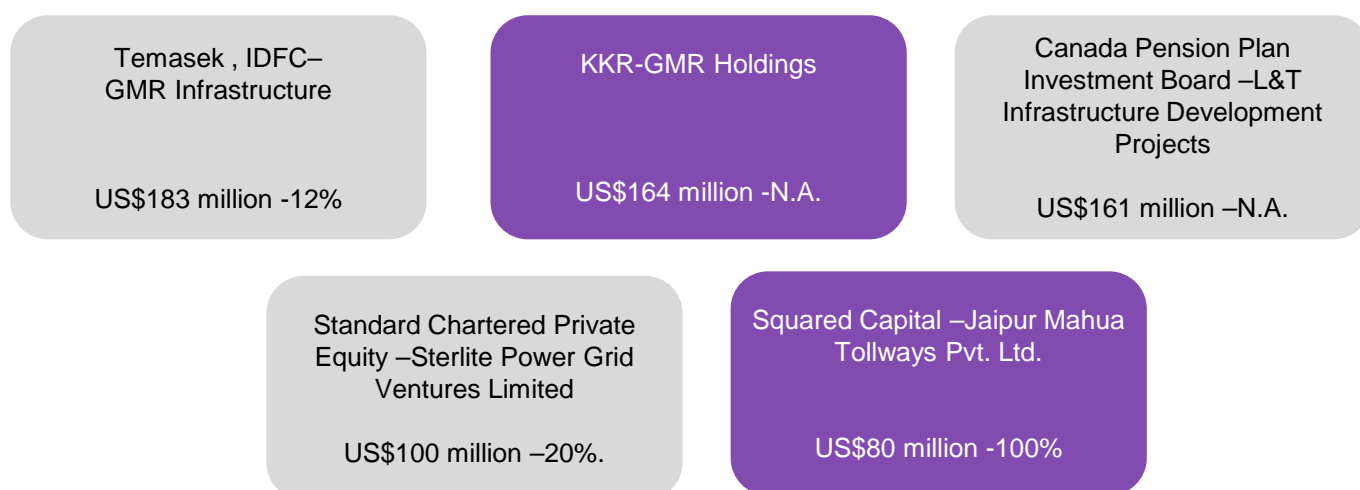 Temasek , IDFC–
GMR Infrastructure
US$183 million -12%
KKR-GMR Holdings
US$164 million -N.A.
Canada Pension Plan
Investment Board –L&T
Infrastructure Development
Projects
US$161 million –N.A.
Standard Chartered Private
Equity –Sterlite Power Grid
Ventures Limited
US$100 million –20%.
Squared Capital –Jaipur Mahua
Tollways Pvt. Ltd.
US$80 million -100%